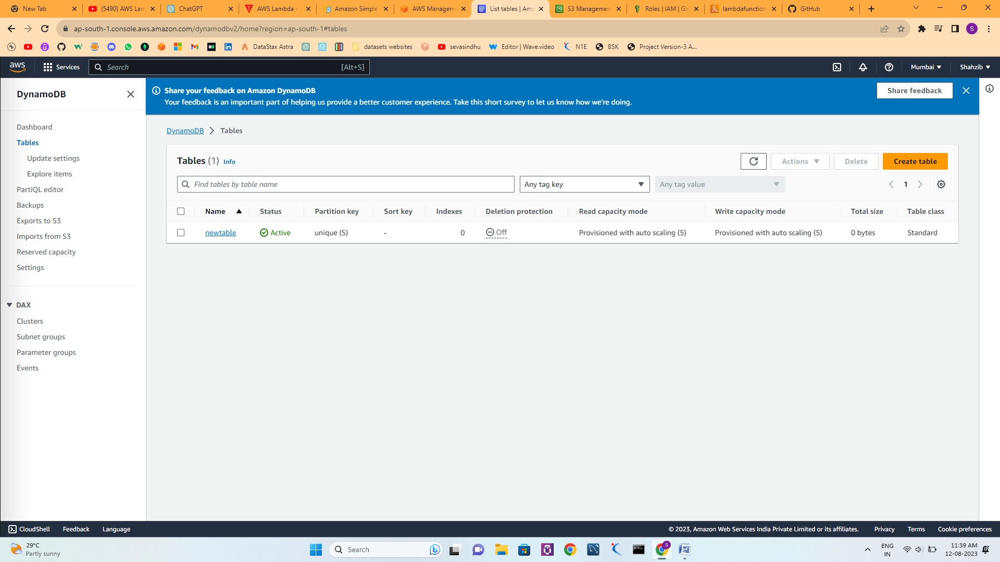 New Tab
(5490) AWS Lam
ChatGPT
AWS Lambda - J
Amazon Simple
AWS Manageme
List tables | Ama
S3 Management
Roles | IAM | Glo
lambdafunction
GitHub
ap-south-1.console.aws.amazon.com/dynamodbv2/home?region=ap-south-1#tables
S
DataStax Astra
datasets websites
sevasindhu
Editor | Wave.video
N1E
BSK
Project Version-3 A...
aws
Services
Search
[Alt+S]
Mumbai
Shahzib
DynamoDB
Dashboard
Tables
Update settings
Explore items
PartiQL editor
Backups
Exports to S3
Imports from S3
Reserved capacity
Settings
DAX
Clusters
Subnet groups
Parameter groups
Events
Share your feedback on Amazon DynamoDB
Your feedback is an important part of helping us provide a better customer experience. Take this short survey to let us know how we're doing.
Share feedback
DynamoDB > Tables
Tables (1) Info
Actions
Delete
Create table
Find tables by table name
Any tag key
Any tag value
1
Name Status Partition key Sort key Indexes Deletion protection Read capacity mode Write capacity mode Total size Table class
newtable Active unique (S) - 0 Off Provisioned with auto scaling (5) Provisioned with auto scaling (5) 0 bytes Standard
CloudShell Feedback Language
© 2023, Amazon Web Services India Private Limited or its affiliates. Privacy Terms Cookie preferences
29°C
Partly sunny
Search
S
ENG
IN
11:39 AM
12-08-2023